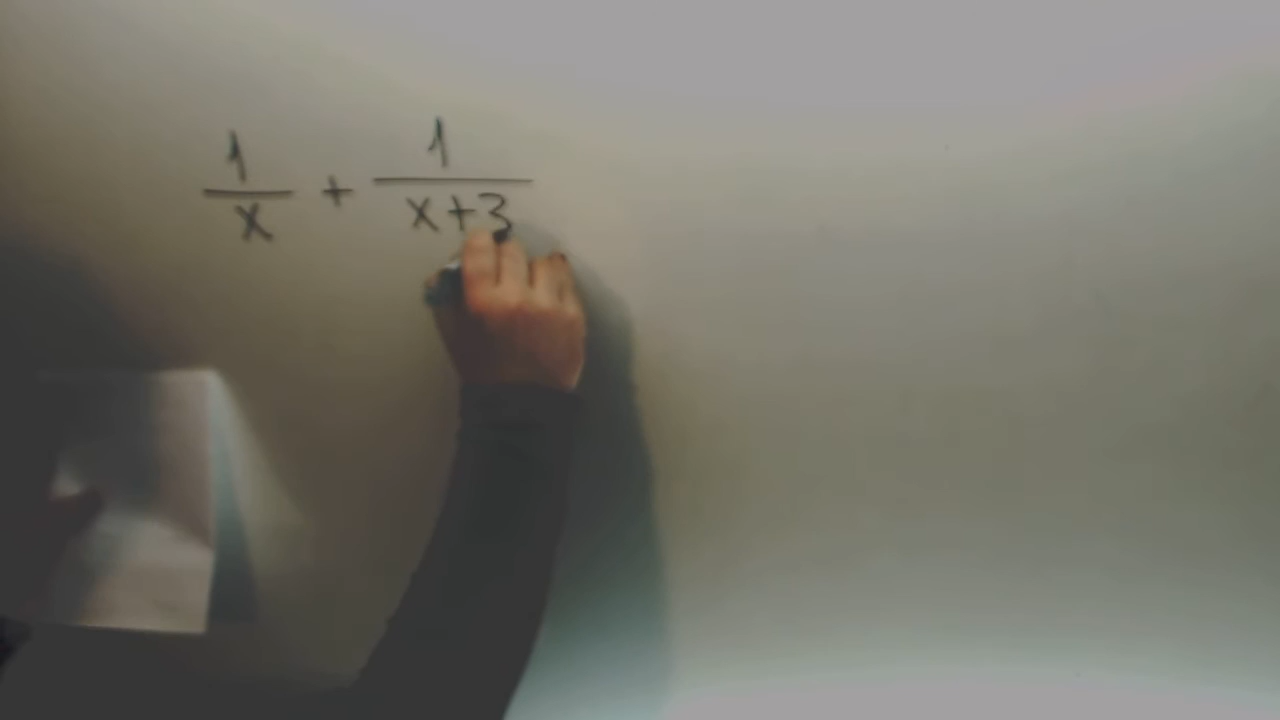 1/x + 1/(x+3)